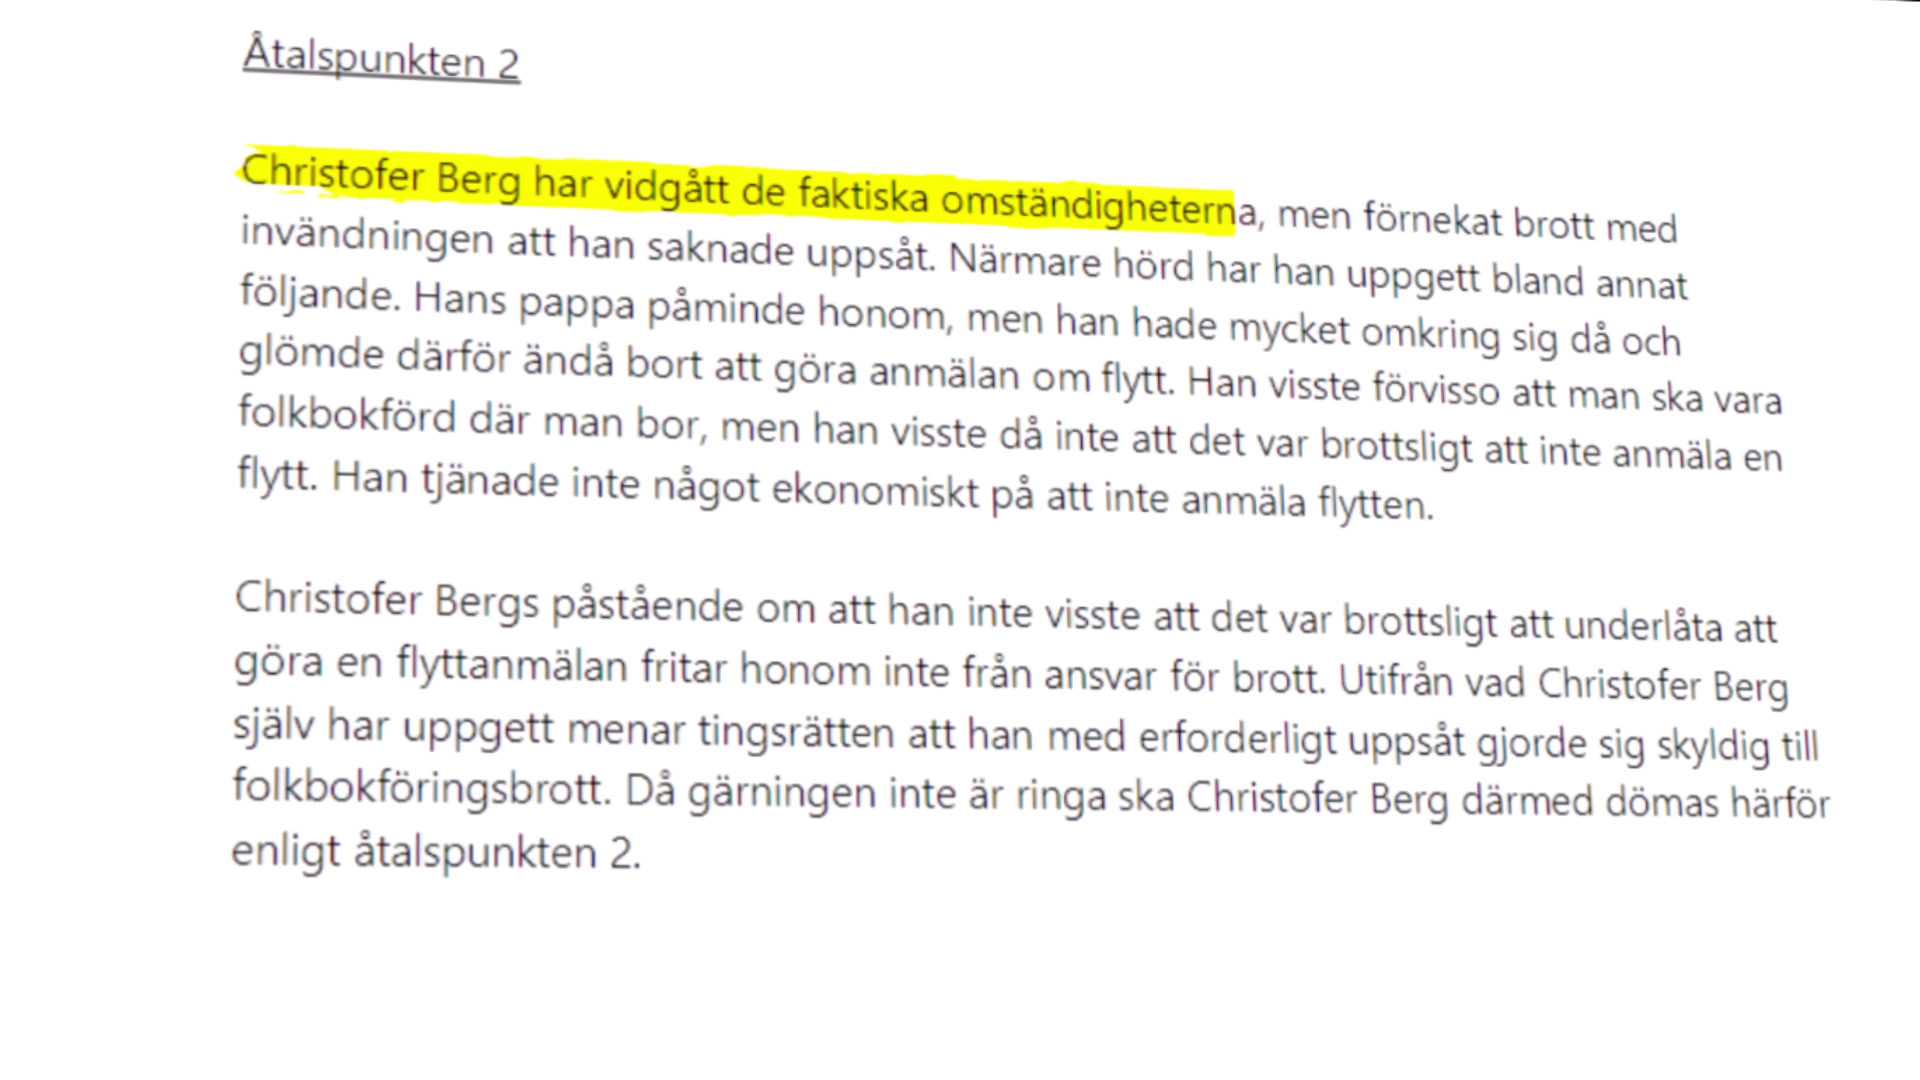 Åtalspunkten 2
Christofer Berg har vidgått de faktiska omständigheterna, men förnekat brott med
invändningen att han saknade uppsåt. Närmare hörd har han uppgett bland annat
följande. Hans pappa påminde honom, men han hade mycket omkring sig då och
glömde därför ändå bort att göra anmälan om flytt. Han visste förvisso att man ska vara
folkbokförd där man bor, men han visste då inte att det var brottsligt att inte anmäla en
flytt. Han tjänade inte något ekonomiskt på att inte anmäla flytten.
Christofer Bergs påstående om att han inte visste att det var brottsligt att underlåta att
göra en flyttanmälan fritar honom inte från ansvar för brott. Utifrån vad Christofer Berg
själv har uppgett menar tingsrätten att han med erforderligt uppsåt gjorde sig skyldig till
folkbokföringsbrott. Då gärningen inte är ringa ska Christofer Berg därmed dömas härför
enligt åtalspunkten 2.